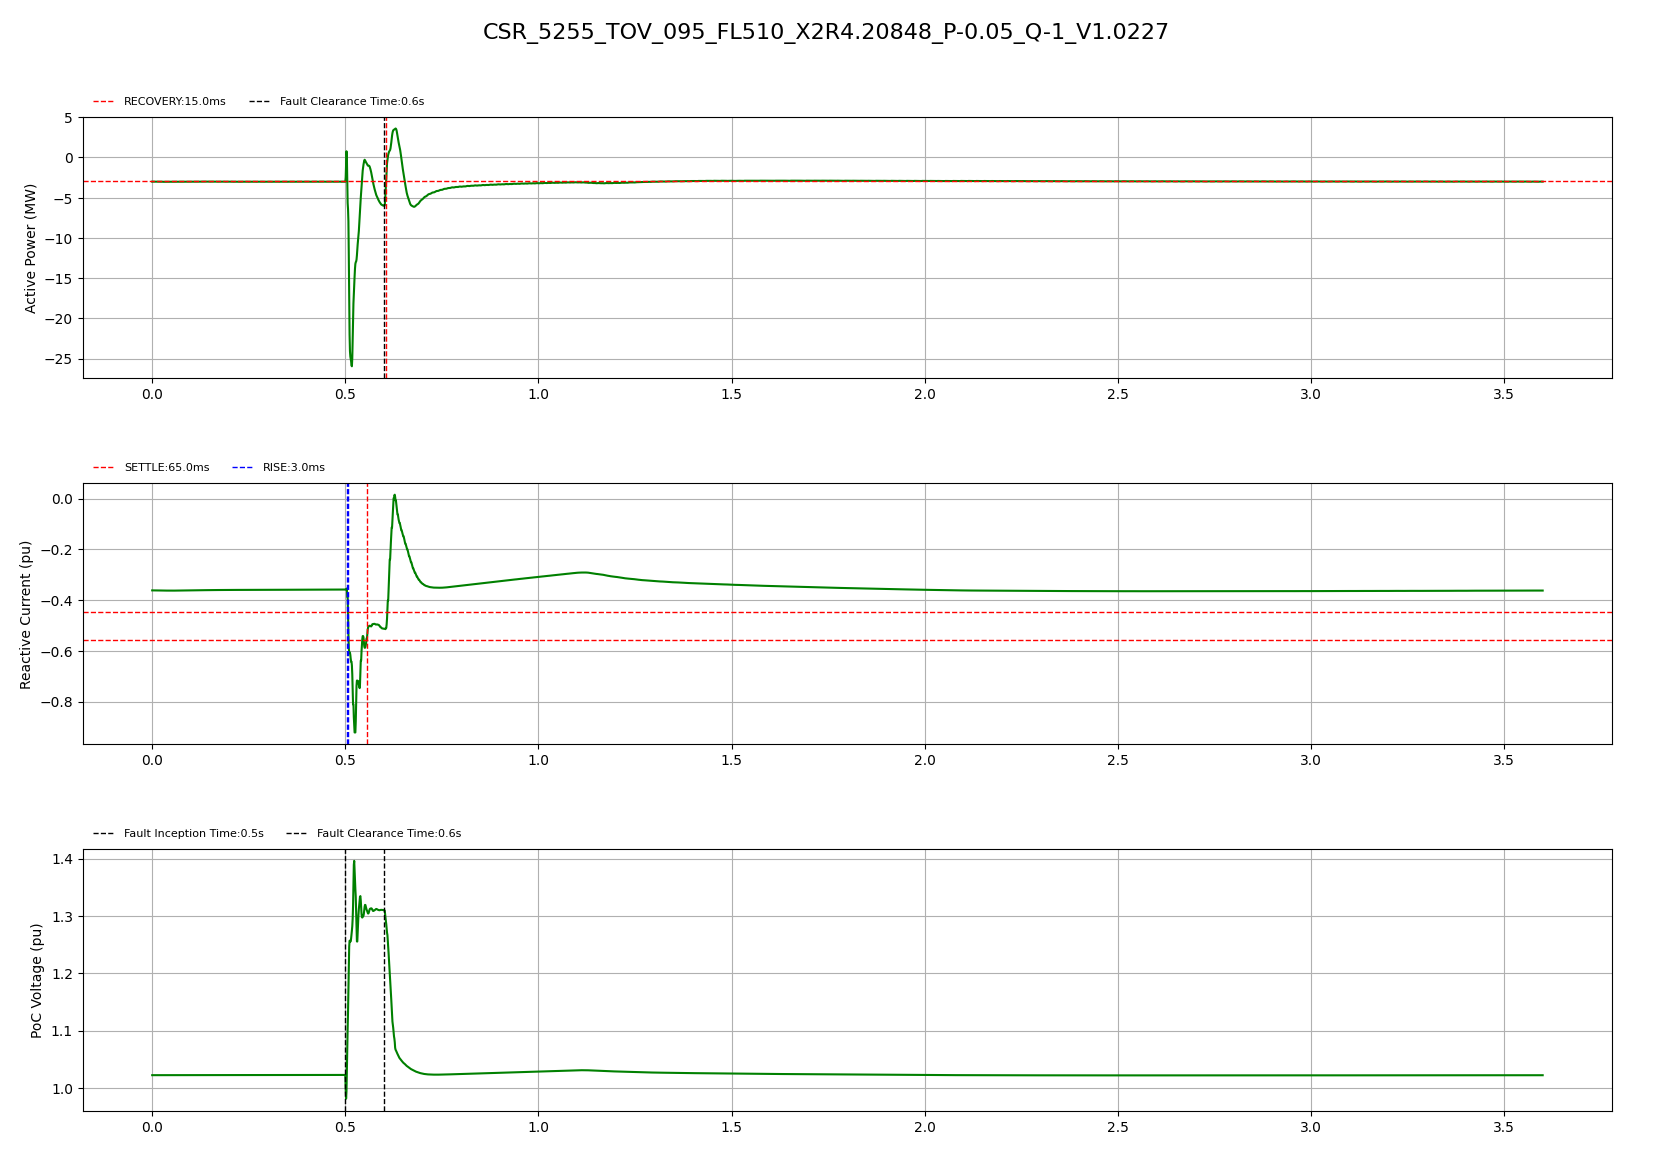 CSR_5255_TOV_095_FL510_X2R4.20848_P-0.05_Q-1_V1.0227
RECOVERY:15.0ms Fault Clearance Time:0.6s
Active Power (MW)
5
0
−5
−10
−15
−20
−25
0.0 0.5 1.0 1.5 2.0 2.5 3.0 3.5
SETTLE:65.0ms RISE:3.0ms
Reactive Current (pu)
0.0
−0.2
−0.4
−0.6
−0.8
0.0 0.5 1.0 1.5 2.0 2.5 3.0 3.5
Fault Inception Time:0.5s Fault Clearance Time:0.6s
PoC Voltage (pu)
1.4
1.3
1.2
1.1
1.0
0.0 0.5 1.0 1.5 2.0 2.5 3.0 3.5